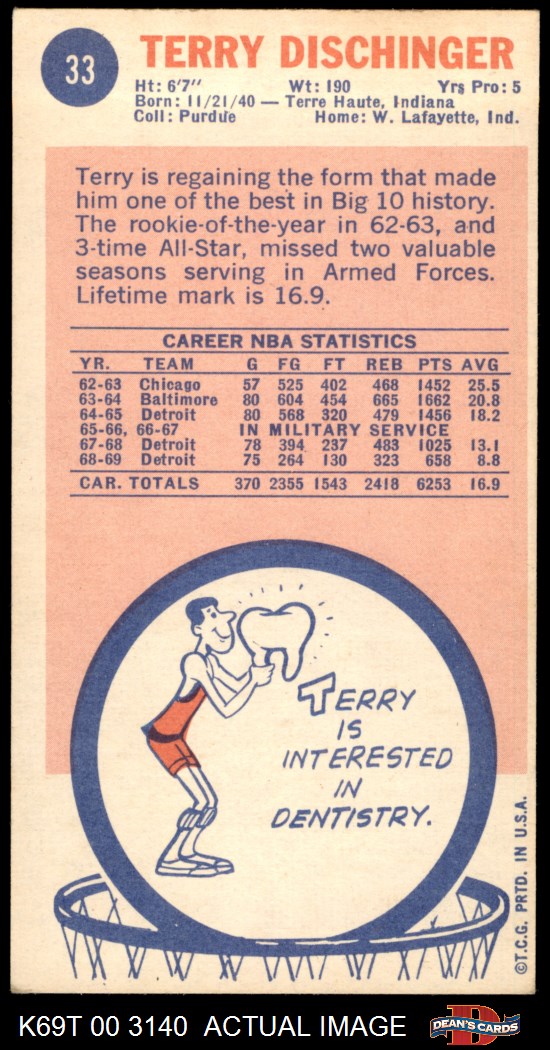 33
TERRY DISCHINGER
Ht: 6'7" Wt: 190 Yrs Pro: 5
Born: 11/21/40 — Terre Haute, Indiana
Coll: Purdue Home: W. Lafayette, Ind.
Terry is regaining the form that made
him one of the best in Big 10 history.
The rookie-of-the-year in 62-63, and
3-time All-Star, missed two valuable
seasons serving in Armed Forces.
Lifetime mark is 16.9.
CAREER NBA STATISTICS
YR. TEAM G FG FT REB PTS AVG
62-63 Chicago 57 525 402 468 1452 25.5
63-64 Baltimore 80 604 454 665 1662 20.8
64-65 Detroit 80 568 320 479 1456 18.2
65-66, 66-67 IN MILITARY SERVICE
67-68 Detroit 78 394 237 483 1025 13.1
68-69 Detroit 75 264 130 323 658 8.8
CAR. TOTALS 370 2355 1543 2418 6253 16.9
TERRY
IS
INTERESTED
IN
DENTISTRY.
©T.C.G. PRTD. IN U.S.A.
K69T 00 3140 ACTUAL IMAGE
D
DEAN'S CARDS